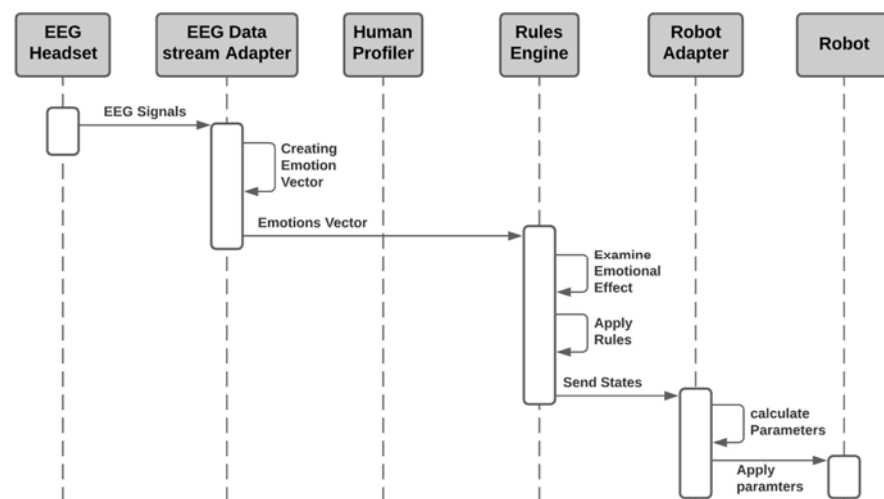 EEG
Headset
EEG Data
stream Adapter
Human
Profiler
Rules
Engine
Robot
Adapter
Robot
EEG Signals
Creating
Emotion
Vector
Emotions Vector
Examine
Emotional
Effect
Apply
Rules
Send States
calculate
Parameters
Apply
paramters